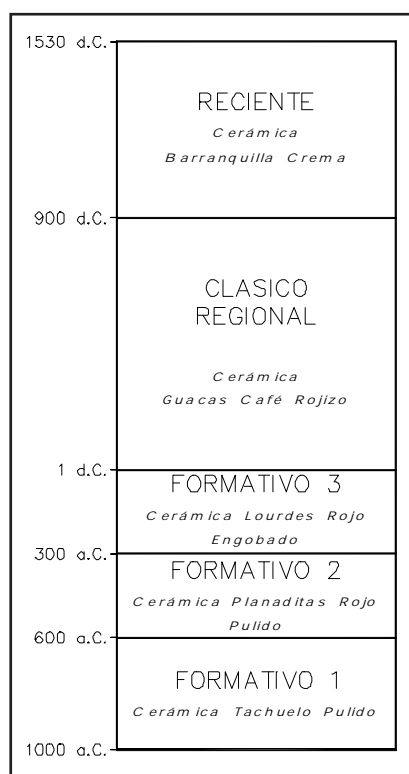 1530 d.C.
RECIENTE
Cerámica
Barranquilla Crema
900 d.C.
CLASICO
REGIONAL
Cerámica
Guacas Café Rojizo
1 d.C.
FORMATIVO 3
Cerámica Lourdes Rojo
Engobado
300 a.C.
FORMATIVO 2
Cerámica Planaditas Rojo
Pulido
600 a.C.
FORMATIVO 1
Cerámica Tachuelo Pulido
1000 a.C.